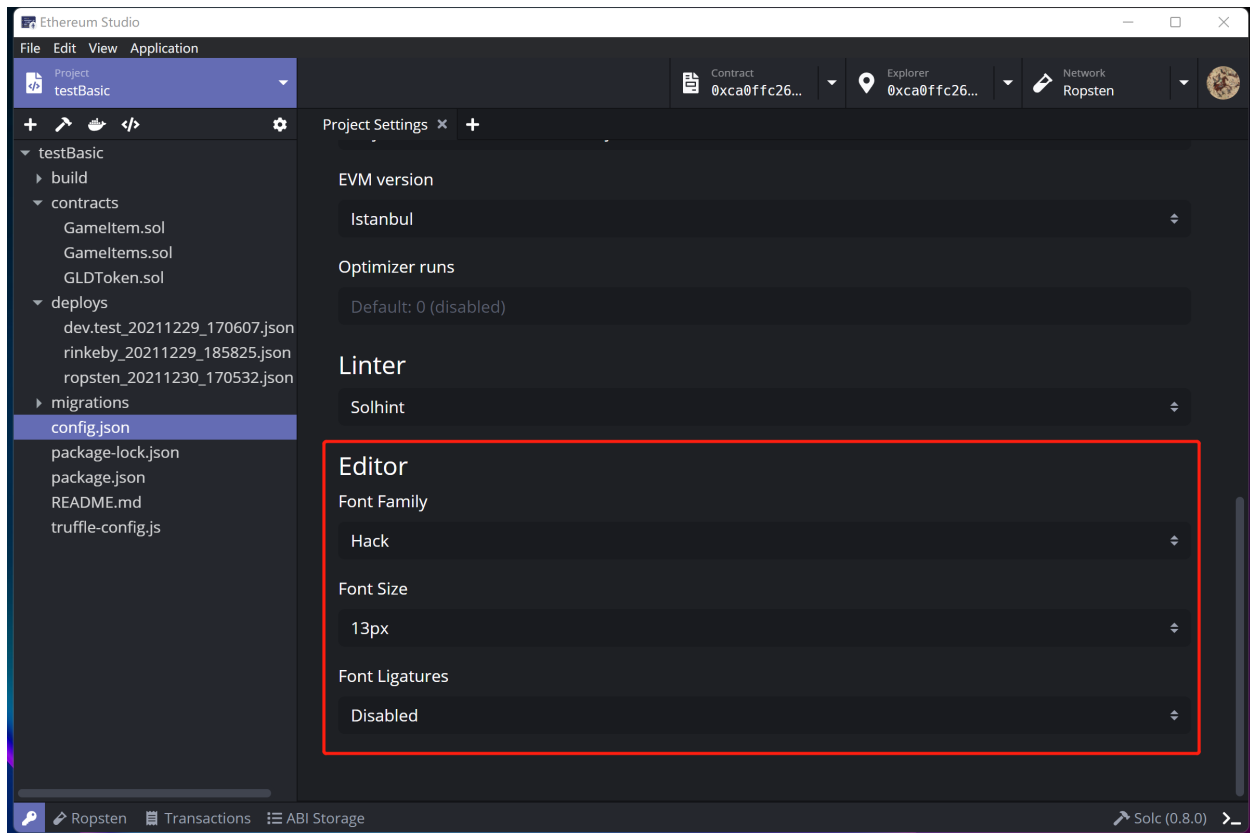 Ethereum Studio
File Edit View Application
Project
testBasic
Contract
0xca0ffc26...
Explorer
0xca0ffc26...
Network
Ropsten
Project Settings
testBasic
build
contracts
GameItem.sol
GameItems.sol
GLDToken.sol
deploys
dev.test_20211229_170607.json
rinkeby_20211229_185825.json
ropsten_20211230_170532.json
migrations
config.json
package-lock.json
package.json
README.md
truffle-config.js
EVM version
Istanbul
Optimizer runs
Default: 0 (disabled)
Linter
Solhint
Editor
Font Family
Hack
Font Size
13px
Font Ligatures
Disabled
Ropsten Transactions ABI Storage Solc (0.8.0)